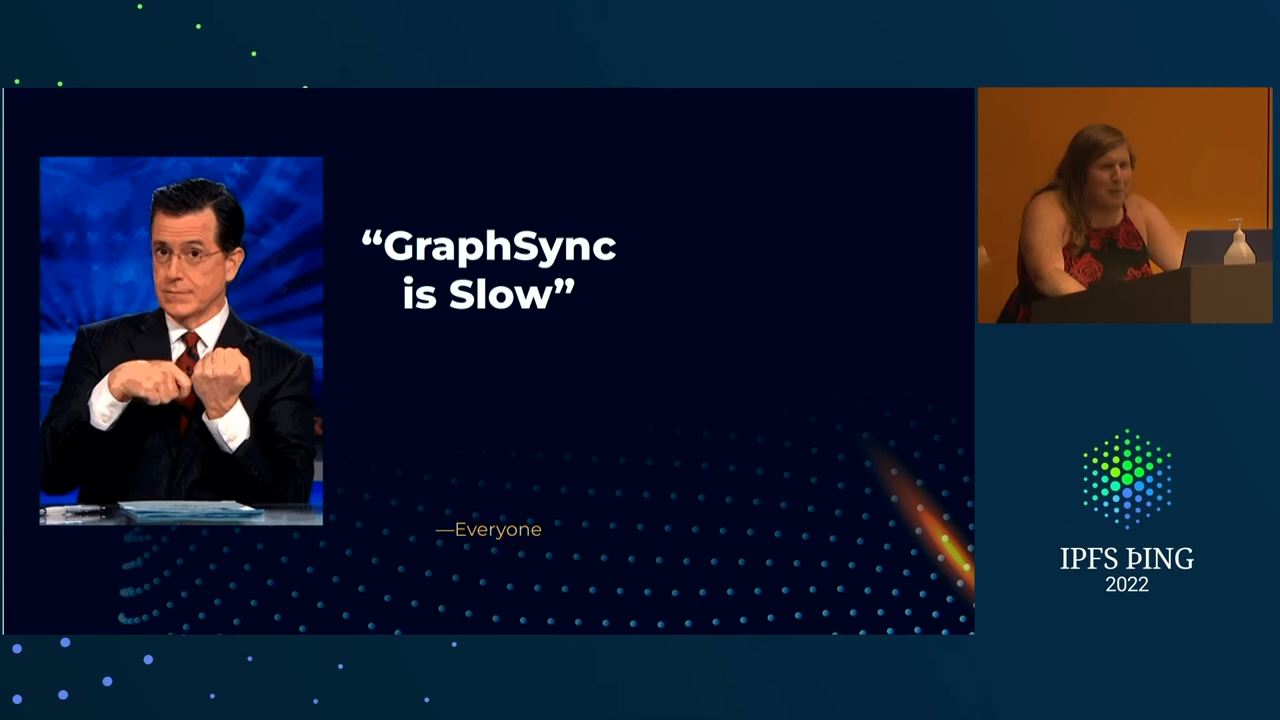 “GraphSync
is Slow”
—Everyone
IPFS ÞING
2022